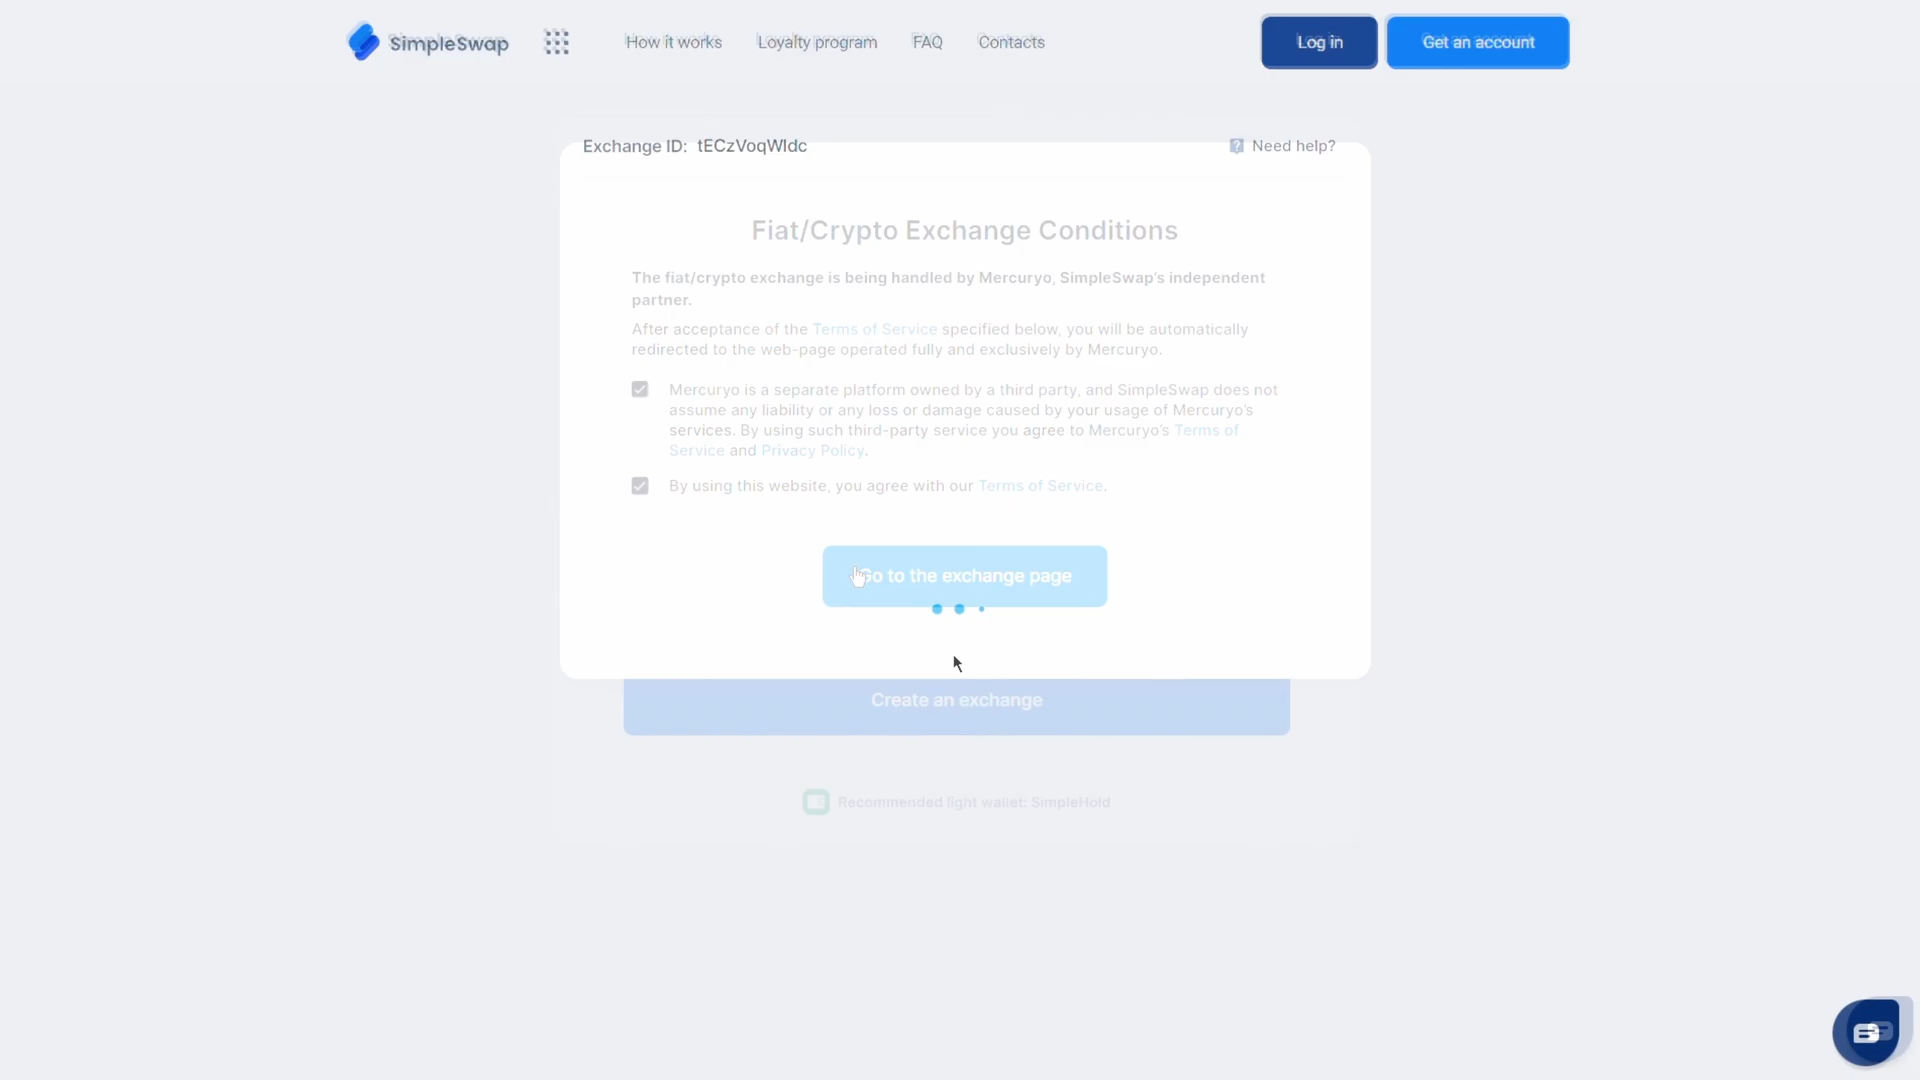 SimpleSwap
How it works
Loyalty program
FAQ
Contacts
Log in
Get an account
Exchange ID: tECzVoqWldc
Need help?
Fiat/Crypto Exchange Conditions
The fiat/crypto exchange is being handled by Mercuryo, SimpleSwap's independent
partner.
After acceptance of the Terms of Service specified below, you will be automatically
redirected to the web-page operated fully and exclusively by Mercuryo.
Mercuryo is a separate platform owned by a third party, and SimpleSwap does not
assume any liability or any loss or damage caused by your usage of Mercuryo's
services. By using such third-party service you agree to Mercuryo's Terms of
Service and Privacy Policy.
By using this website, you agree with our Terms of Service.
Go to the exchange page
Create an exchange
Recommended light wallet: SimpleHold